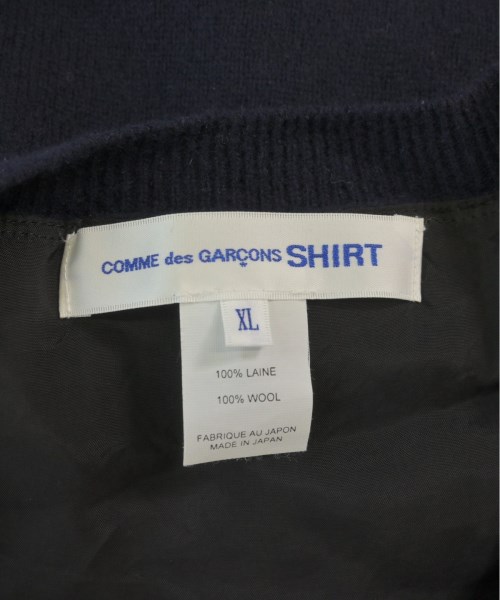 COMME des GARÇONS SHIRT
XL
100% LAINE
100% WOOL
FABRIQUE AU JAPON
MADE IN JAPAN